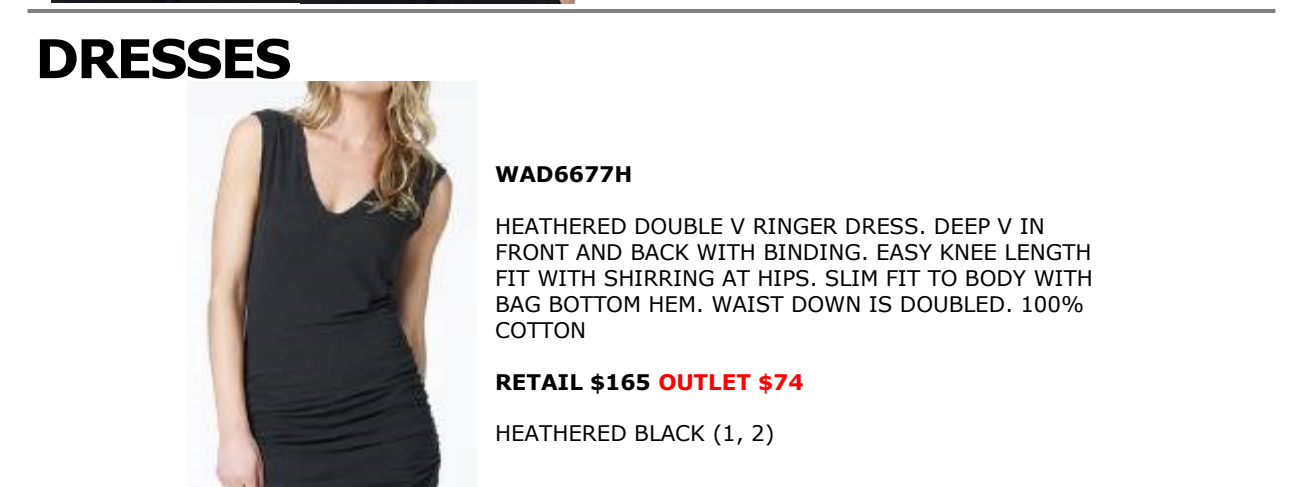 DRESSES
WAD6677H
HEATHERED DOUBLE V RINGER DRESS. DEEP V IN
FRONT AND BACK WITH BINDING. EASY KNEE LENGTH
FIT WITH SHIRRING AT HIPS. SLIM FIT TO BODY WITH
BAG BOTTOM HEM. WAIST DOWN IS DOUBLED. 100%
COTTON
RETAIL $165 OUTLET $74
HEATHERED BLACK (1, 2)